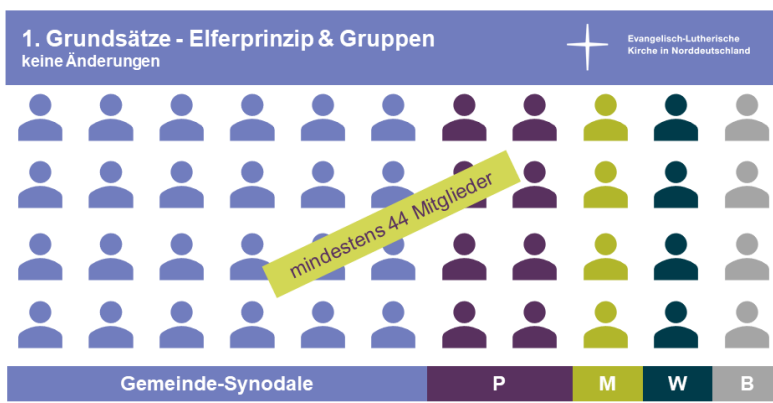 1. Grundsätze - Elferprinzip & Gruppen
keine Änderungen
Evangelisch-Lutherische
Kirche in Norddeutschland
mindestens 44 Mitglieder
Gemeinde-Synodale
P
M
W
B